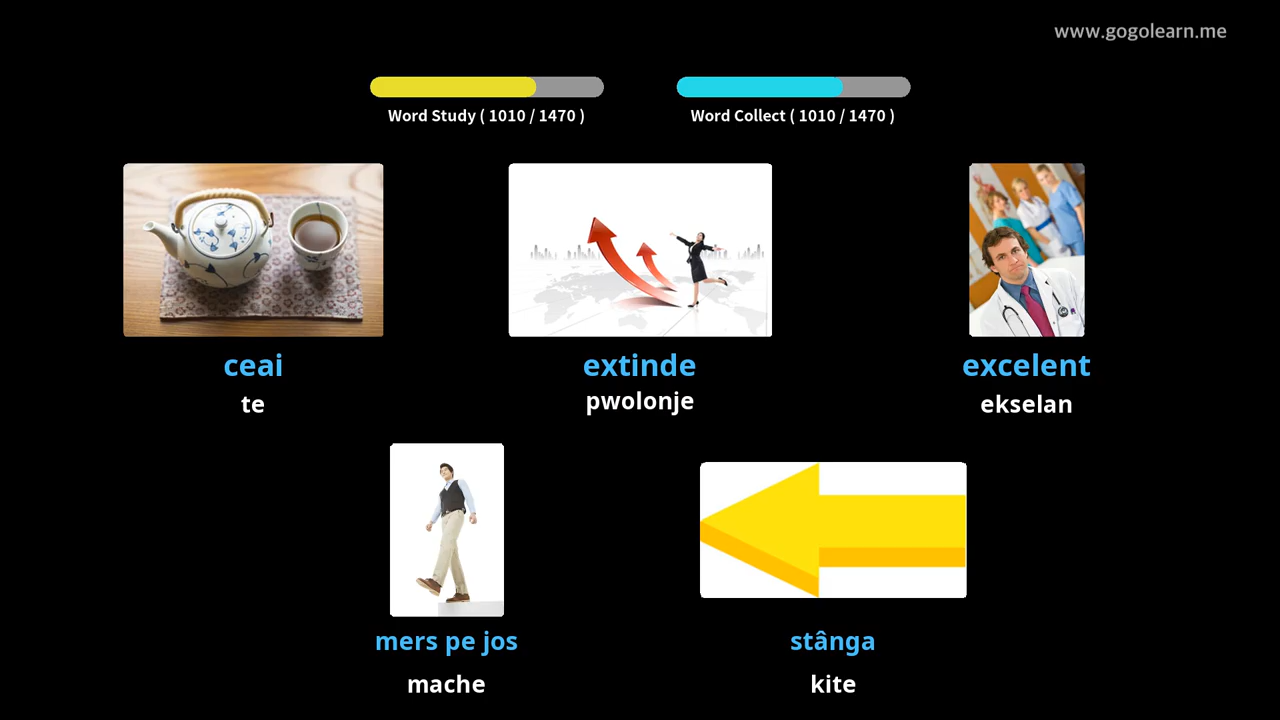 www.gogolearn.me
Word Study ( 1010 / 1470 )
Word Collect ( 1010 / 1470 )
ceai
te
extinde
pwolonje
excelent
ekselan
mers pe jos
mache
stânga
kite